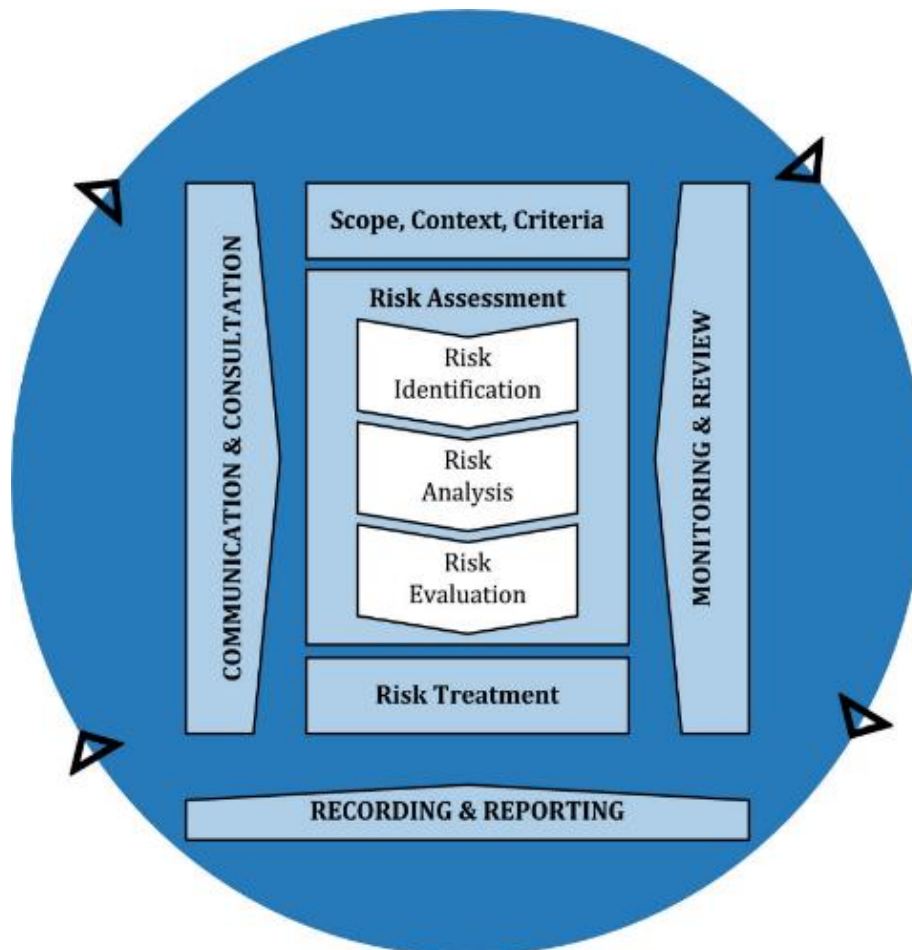 Scope, Context, Criteria
Risk Assessment
Risk
Identification
Risk
Analysis
Risk
Evaluation
Risk Treatment
COMMUNICATION & CONSULTATION
MONITORING & REVIEW
RECORDING & REPORTING